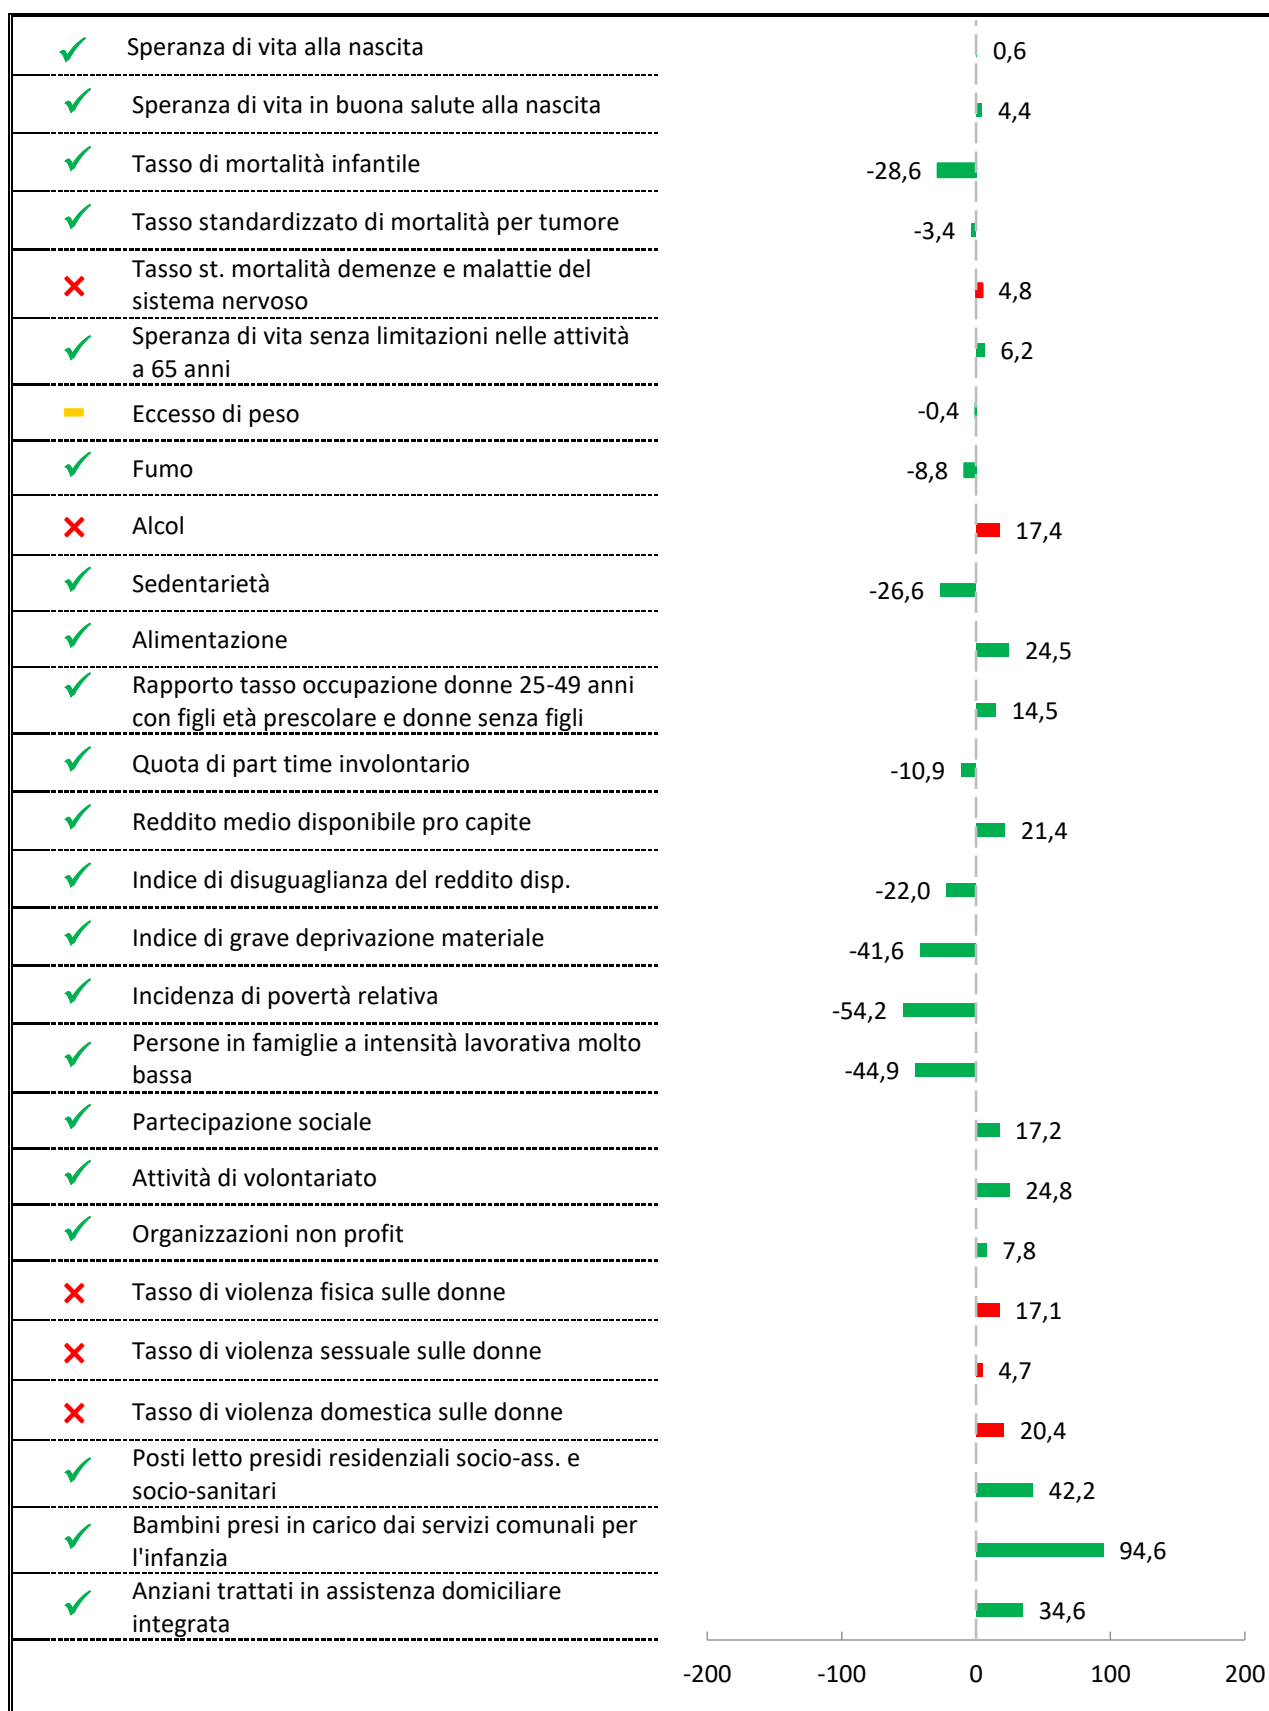 Speranza di vita alla nascita 0,6
Speranza di vita in buona salute alla nascita 4,4
Tasso di mortalità infantile -28,6
Tasso standardizzato di mortalità per tumore -3,4
Tasso st. mortalità demenze e malattie del
sistema nervoso 4,8
Speranza di vita senza limitazioni nelle attività
a 65 anni 6,2
Eccesso di peso -0,4
Fumo -8,8
Alcol 17,4
Sedentarietà -26,6
Alimentazione 24,5
Rapporto tasso occupazione donne 25-49 anni
con figli età prescolare e donne senza figli 14,5
Quota di part time involontario -10,9
Reddito medio disponibile pro capite 21,4
Indice di disuguaglianza del reddito disp. -22,0
Indice di grave deprivazione materiale -41,6
Incidenza di povertà relativa -54,2
Persone in famiglie a intensità lavorativa molto
bassa -44,9
Partecipazione sociale 17,2
Attività di volontariato 24,8
Organizzazioni non profit 7,8
Tasso di violenza fisica sulle donne 17,1
Tasso di violenza sessuale sulle donne 4,7
Tasso di violenza domestica sulle donne 20,4
Posti letto presidi residenziali socio-ass. e
socio-sanitari 42,2
Bambini presi in carico dai servizi comunali per
l'infanzia 94,6
Anziani trattati in assistenza domiciliare
integrata 34,6
-200 -100 0 100 200